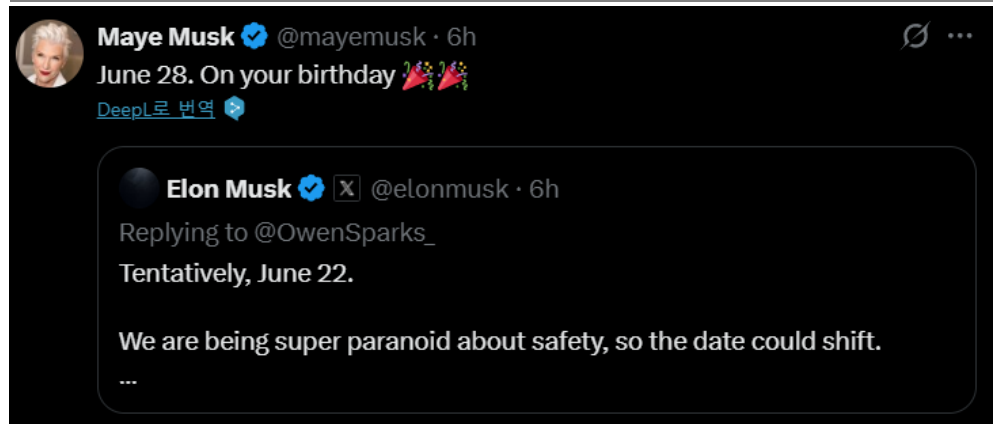 Maye Musk @mayemusk · 6h
June 28. On your birthday 🎉🎉
DeepL로 번역
Elon Musk X @elonmusk · 6h
Replying to @OwenSparks_
Tentatively, June 22.
We are being super paranoid about safety, so the date could shift.
...